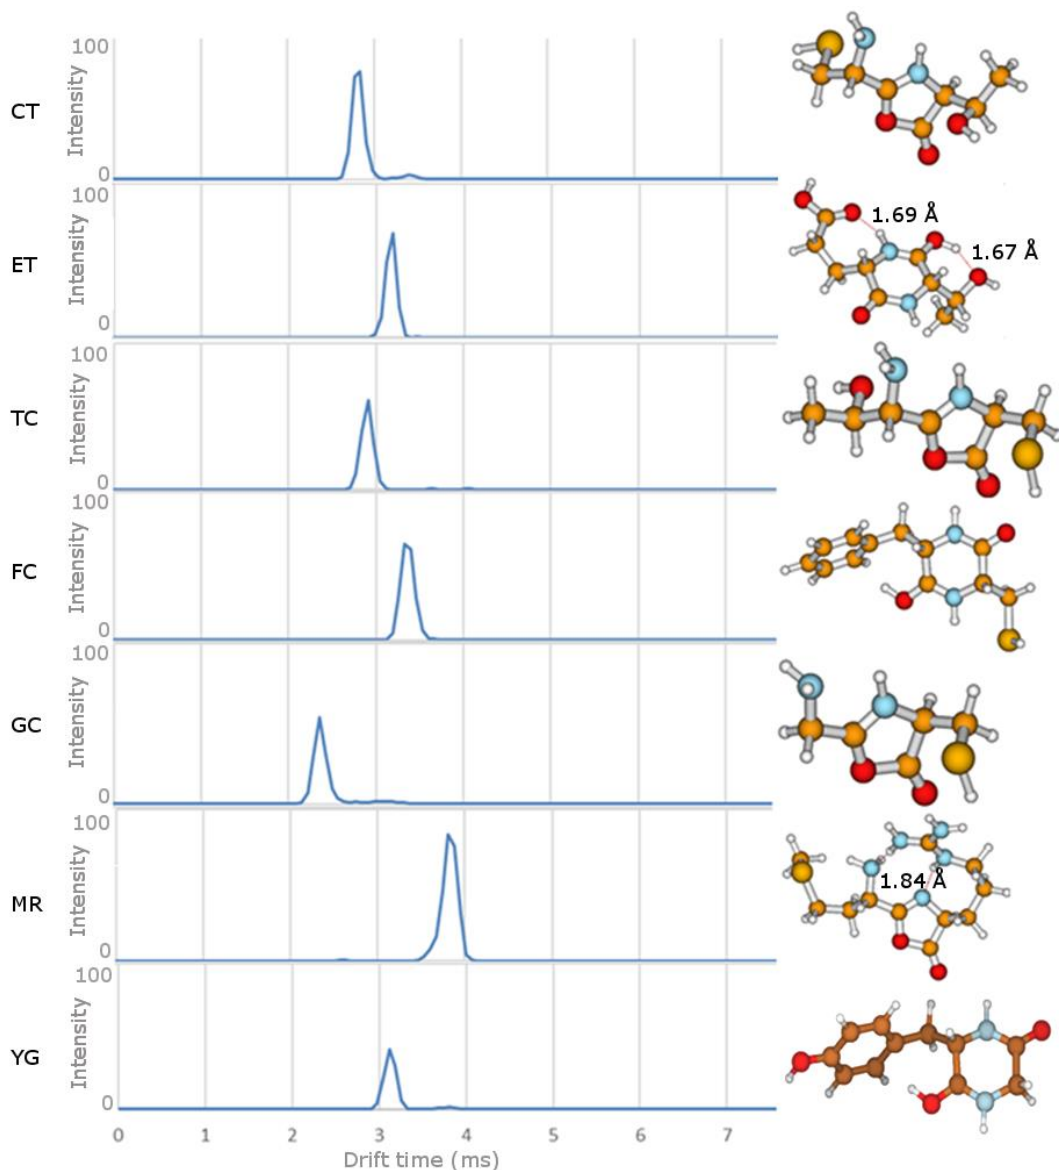 100
Intensity
CT
0
100
Intensity
ET
0
1.69 Å
1.67 Å
100
Intensity
TC
0
100
Intensity
FC
0
100
Intensity
GC
0
100
Intensity
MR
0
1.84 Å
100
Intensity
YG
0
0 1 2 3 4 5 6 7
Drift time (ms)